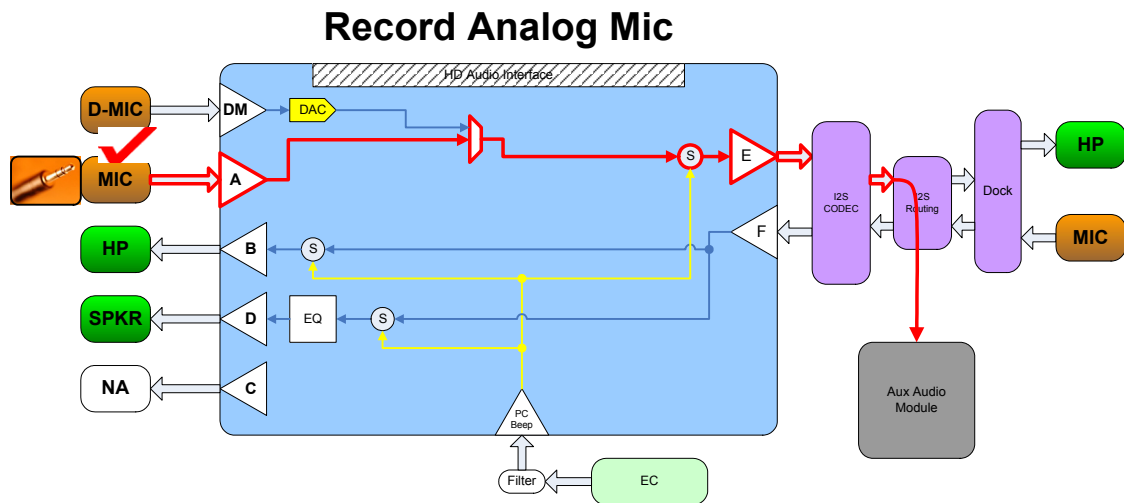 Record Analog Mic
HD Audio Interface
D-MIC
DM
DAC
MIC
A
S
E
I2S
CODEC
I2S
Routing
Dock
HP
MIC
HP
B
S
F
SPKR
D
EQ
S
NA
C
PC
Beep
Aux Audio
Module
Filter
EC